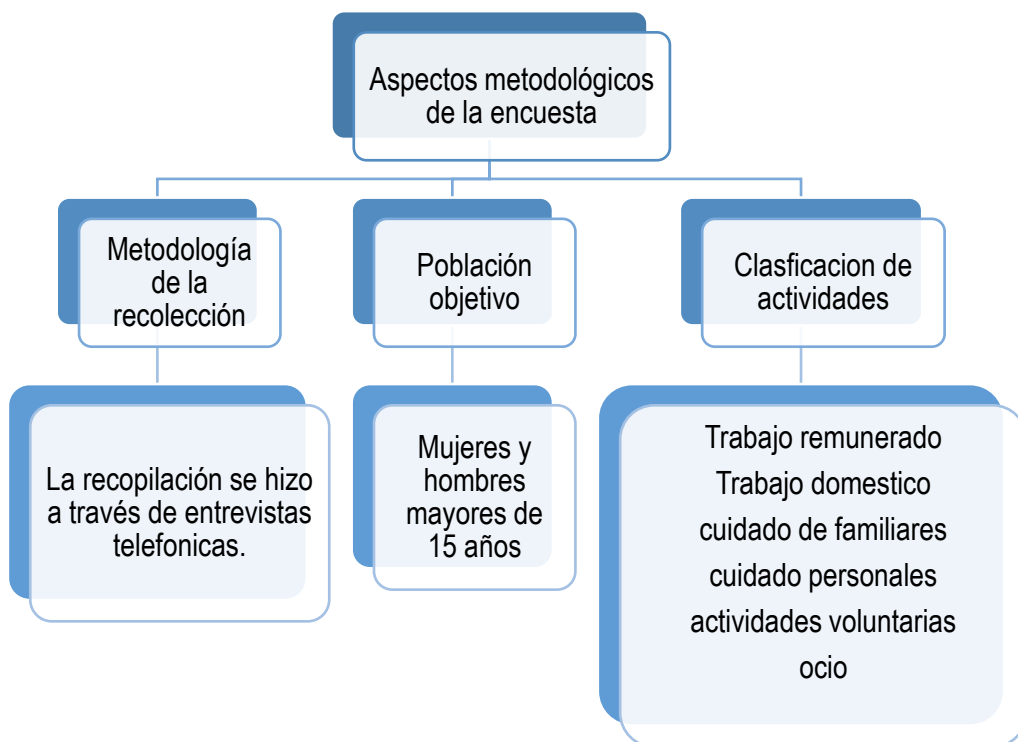 Aspectos metodológicos
de la encuesta
Metodología
de la
recolección
Población
objetivo
Clasficacion de
actividades
La recopilación se hizo
a través de entrevistas
telefonicas.
Mujeres y
hombres
mayores de
15 años
Trabajo remunerado
Trabajo domestico
cuidado de familiares
cuidado personales
actividades voluntarias
ocio